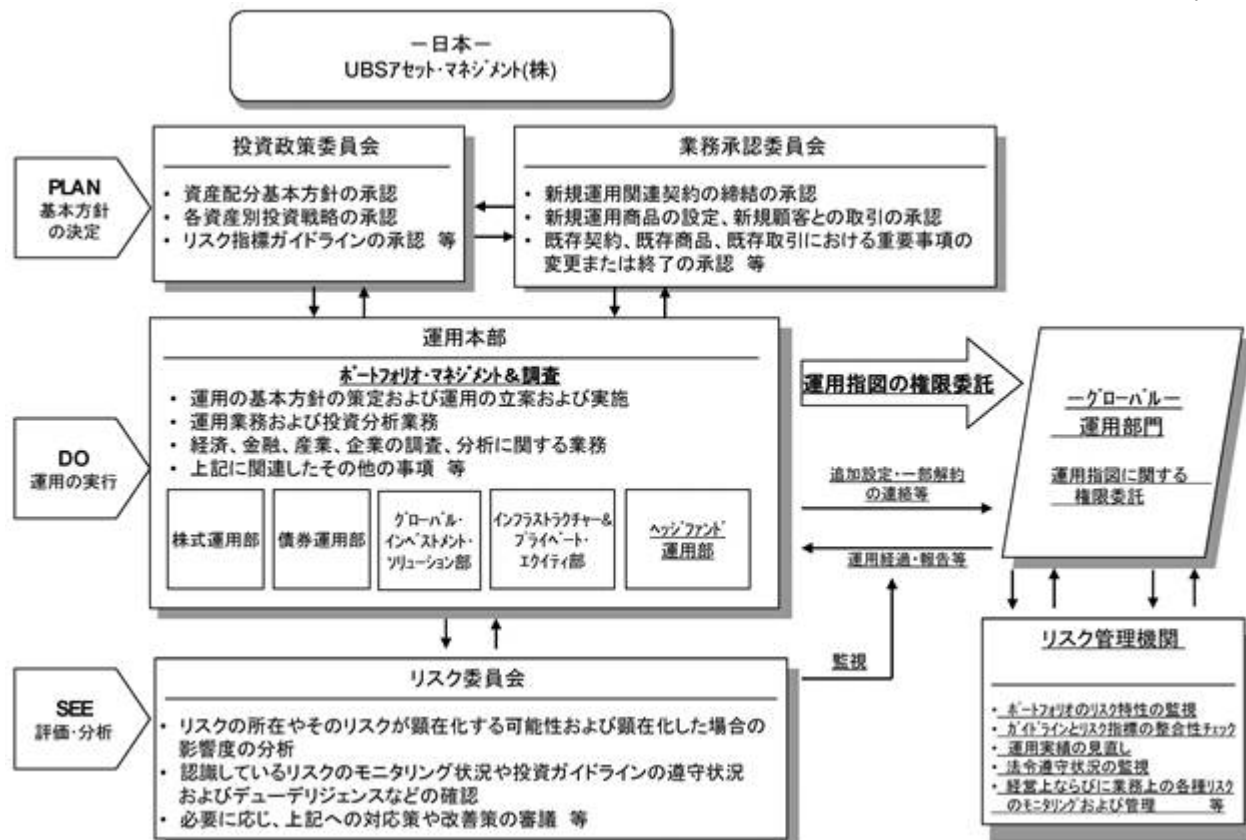 －日本－
UBSアセット･マネジメント(株)
投資政策委員会
・ 資産配分基本方針の承認
・ 各資産別投資戦略の承認
・ リスク指標ガイドラインの承認 等
業務承認委員会
・ 新規運用関連契約の締結の承認
・ 新規運用商品の設定、新規顧客との取引の承認
・ 既存契約、既存商品、既存取引における重要事項の
変更または終了の承認 等
PLAN
基本方針
の決定
運用本部
ポートフォリオ･マネジメント＆調査
・ 運用の基本方針の策定および運用の立案および実施
・ 運用業務および投資分析業務
・ 経済、金融、産業、企業の調査、分析に関する業務
・ 上記に関連したその他の事項 等
DO
運用の実行
株式運用部
債券運用部
グローバル･
インベストメント･
ソリューション部
インフラストラクチャー＆
プライベート･
エクイティ部
ヘッジファンド
運用部
運用指図の権限委託
追加設定･一部解約
の連絡等
運用経過･報告等
－グローバル－
運用部門
運用指図に関する
権限委託
SEE
評価･分析
リスク委員会
・ リスクの所在やそのリスクが顕在化する可能性および顕在化した場合の
影響度の分析
・ 認識しているリスクのモニタリング状況や投資ガイドラインの遵守状況
およびデューデリジェンスなどの確認
・ 必要に応じ、上記への対応策や改善策の審議 等
監視
リスク管理機関
・ ポートフォリオのリスク特性の監視
・ ガイドラインとリスク指標の整合性チェック
・ 運用実績の見直し
・ 法令遵守状況の監視
・ 経営上ならびに業務上の各種リスク
のモニタリングおよび管理 等